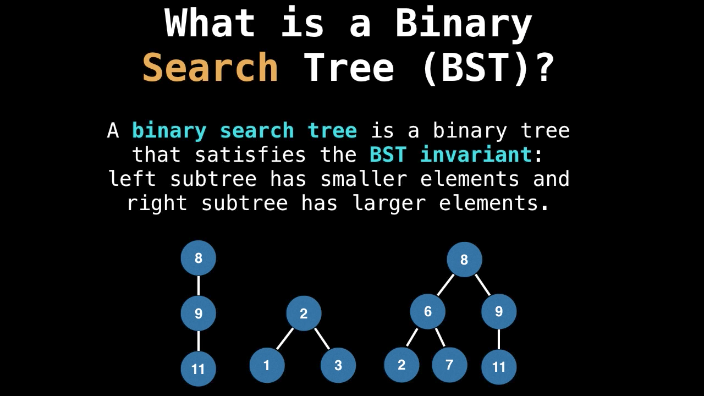 What is a Binary
Search Tree (BST)?
A binary search tree is a binary tree
that satisfies the BST invariant:
left subtree has smaller elements and
right subtree has larger elements.
8
9
11
2
1
3
8
6
9
2
7
11